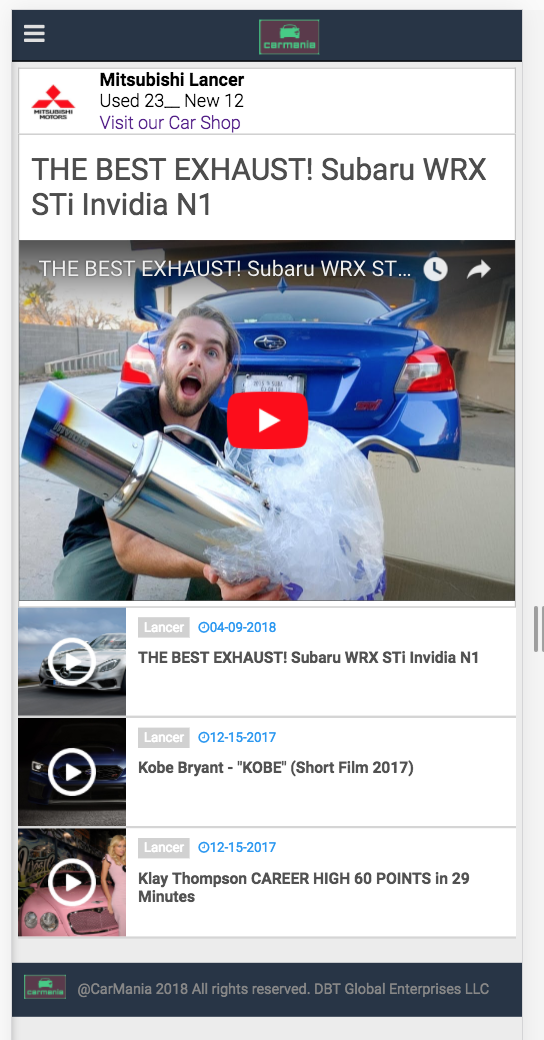 carmania
Mitsubishi Lancer
MITSUBISHI
MOTORS
Used 23__ New 12
Visit our Car Shop
THE BEST EXHAUST! Subaru WRX
STi Invidia N1
THE BEST EXHAUST! Subaru WRX ST...
STI
Lancer 04-09-2018
THE BEST EXHAUST! Subaru WRX STi Invidia N1
Lancer 12-15-2017
Kobe Bryant - "KOBE" (Short Film 2017)
Lancer 12-15-2017
Klay Thompson CAREER HIGH 60 POINTS in 29
Minutes
carmania @CarMania 2018 All rights reserved. DBT Global Enterprises LLC